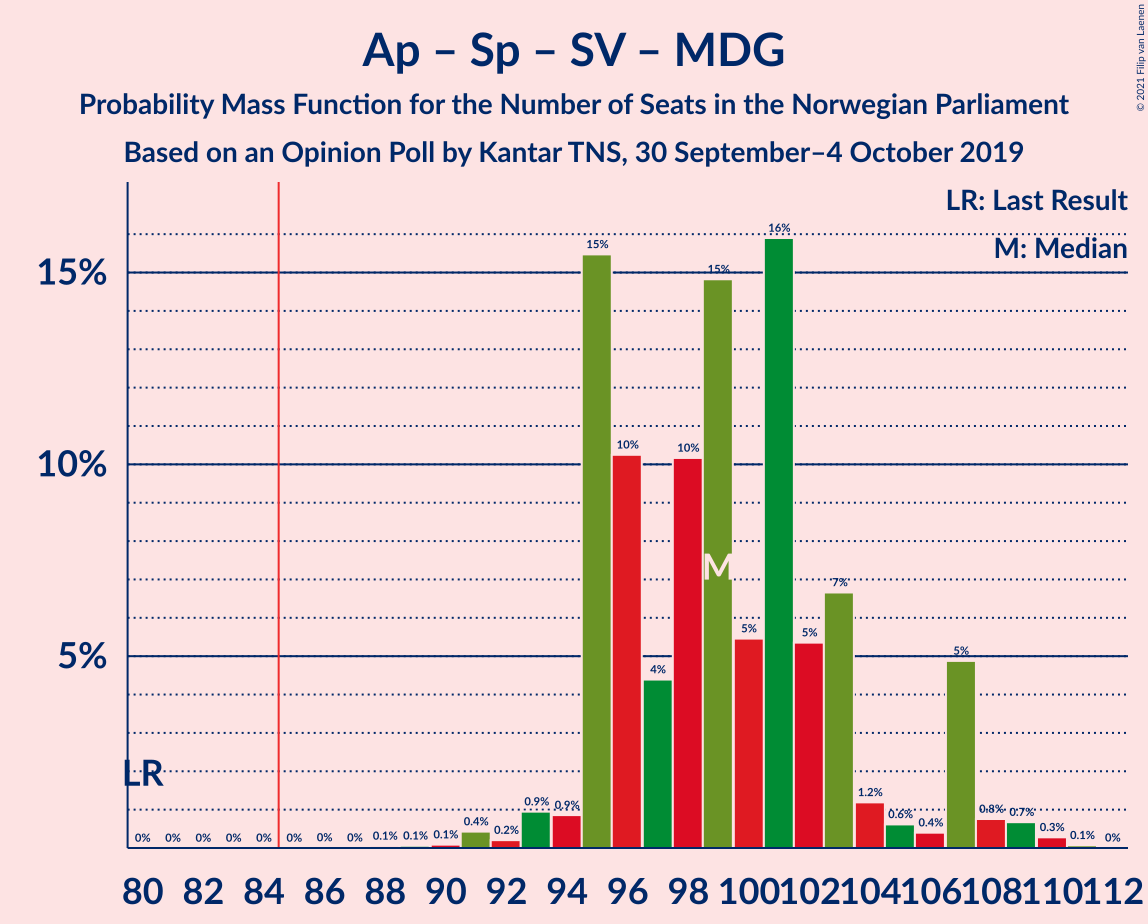 Ap – Sp – SV – MDG
Probability Mass Function for the Number of Seats in the Norwegian Parliament
Based on an Opinion Poll by Kantar TNS, 30 September–4 October 2019
© 2021 Filip van Laenen
LR: Last Result
M: Median
15%
10%
5%
LR
M
0% 0% 0% 0% 0% 0% 0% 0% 0.1% 0.1% 0.1% 0.4% 0.2% 0.9% 0.9% 15% 10% 4% 10% 15% 5% 16% 5% 7% 1.2% 0.6% 0.4% 5% 0.8% 0.7% 0.3% 0.1% 0%
80 82 84 86 88 90 92 94 96 98 100 102 104 106 108 110 112